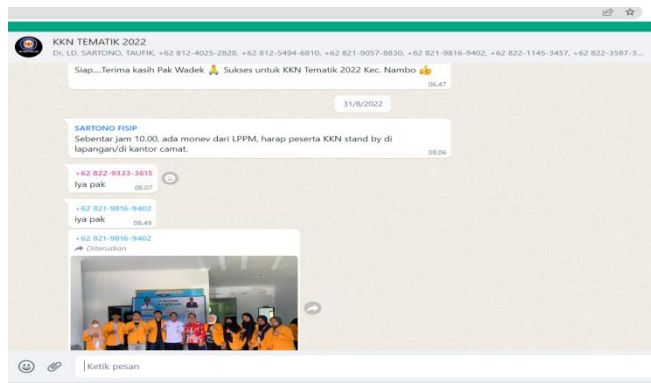 KKN TEMATIK 2022
Dr, LD, SARTONO, TAUFIK, +62 812-4025-2828, +62 812-5494-6810, +62 821-9057-8830, +62 821-9816-9402, +62 822-1145-3457, +62 822-3587-3...
Siap....Terima kasih Pak Wadek 🙏 Sukses untuk KKN Tematik 2022 Kec. Nambo 👍
06.47
31/8/2022
SARTONO FISIP
Sebentar jam 10.00, ada monev dari LPPM, harap peserta KKN stand by di
lapangan/di kantor camat.
08.06
+62 822-9333-3615
Iya pak
08.07
+62 821-9816-9402
iya pak
08.49
+62 821-9816-9402
Diteruskan
Ketik pesan